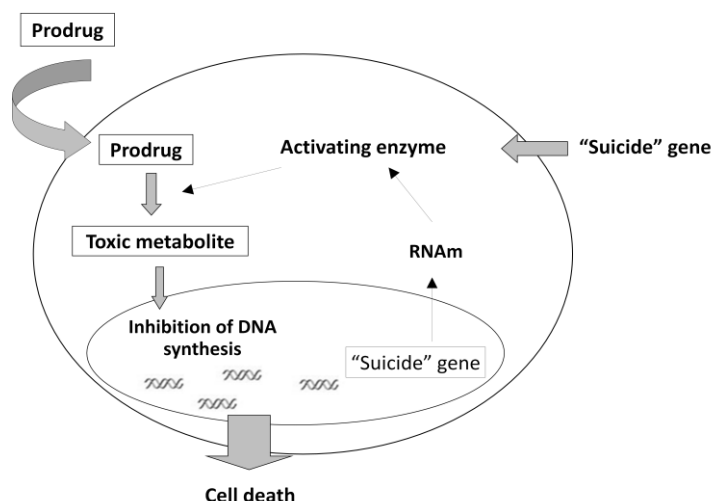 Prodrug
Activating enzyme
“Suicide” gene
Prodrug
Toxic metabolite
RNAm
Inhibition of DNA
synthesis
“Suicide” gene
Cell death